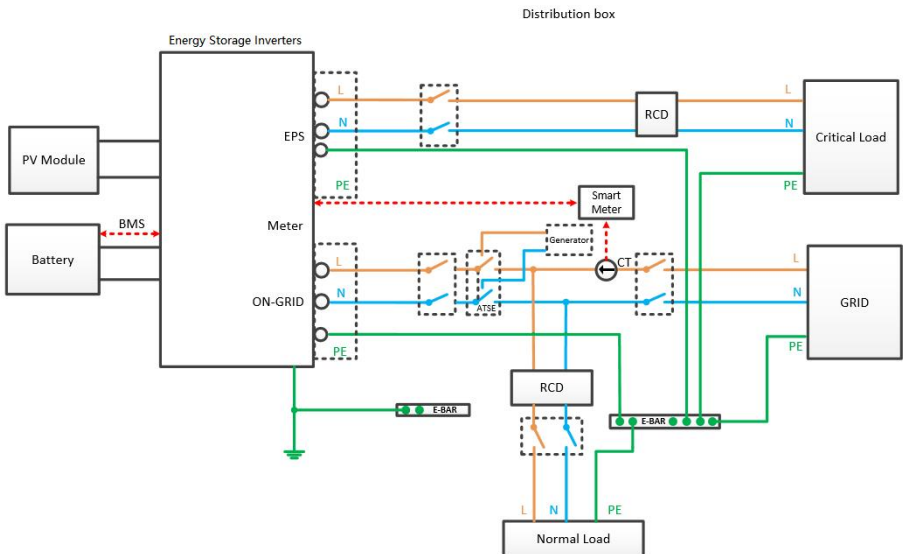 Distribution box
Energy Storage Inverters
L
L
RCD
N
N
EPS
Critical Load
PV Module
PE
PE
Smart
Meter
BMS
Meter
Generator
Battery
L
CT
L
ON-GRID
N
N
GRID
ATSE
PE
PE
RCD
E-BAR
E-BAR
L
N
PE
Normal Load